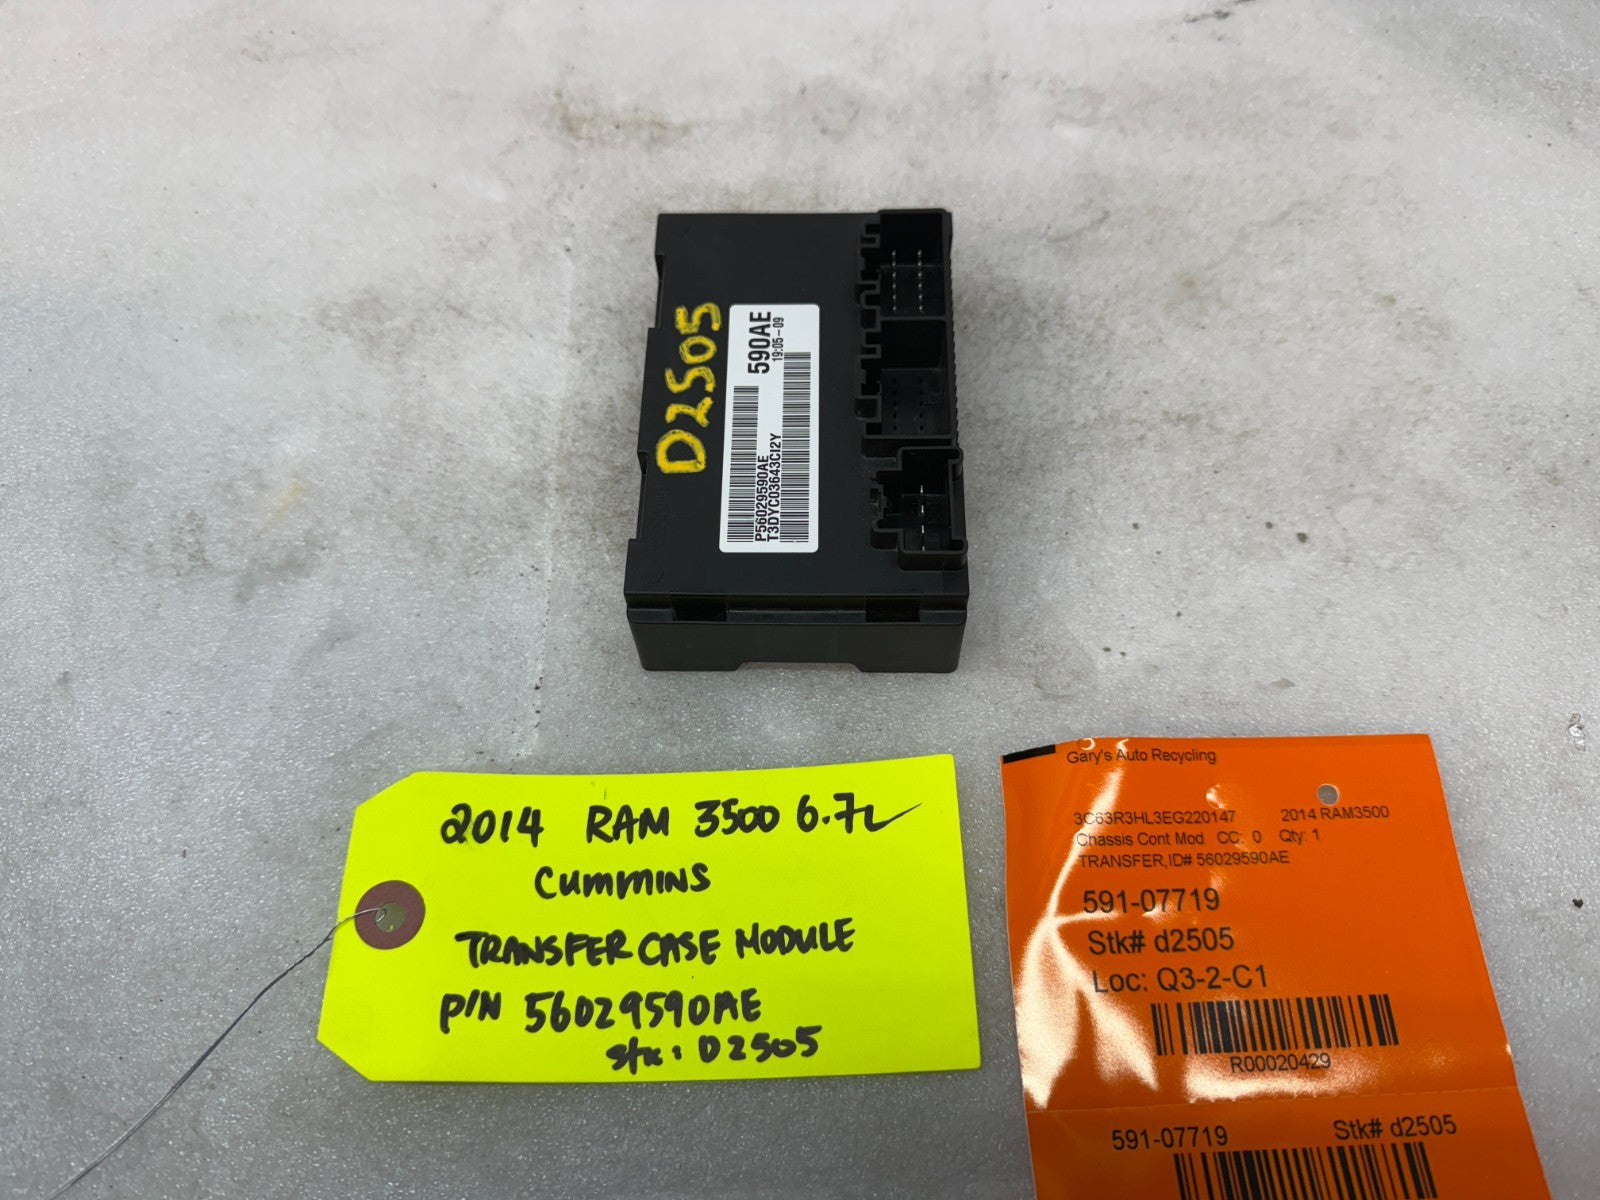 D2505
590AE
19:05-09
P56029590AE
T3DYC03643CI2Y
2014 RAM 3500 6.7L
CUMMINS
TRANSFER CASE MODULE
P/N 56029590AE
stk: D2505
Gary's Auto Recycling
3C63R3HL3EG220147 2014 RAM3500
Chassis Cont Mod CC: 0 Qty: 1
TRANSFER,ID# 56029590AE
591-07719
Stk# d2505
Loc: Q3-2-C1
R00020429
591-07719 Stk# d2505